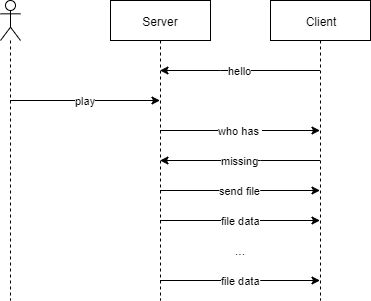 Server
Client
hello
play
who has
missing
send file
file data
...
file data